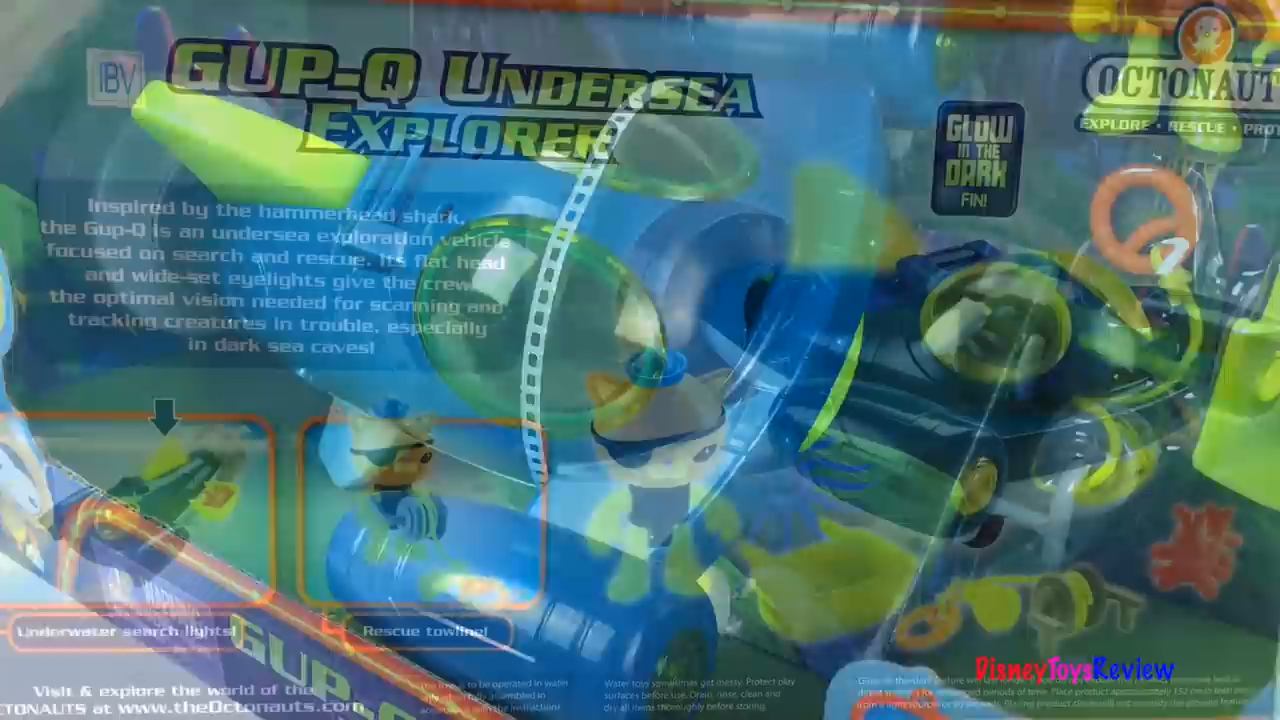 GUP-Q UNDERSEA
EXPLORER
IBV
OCTONAUT
EXPLORE • RESCUE • PRO
GLOW
IN THE
DARK
FIN!
Inspired by the hammerhead shark,
the Gup-Q is an undersea exploration vehicle
focused on search and rescue. Its flat head
and wide-set eyelights give the crew
the optimal vision needed for scanning and
tracking creatures in trouble, especially
in dark sea caves!
Underwater search lights!
Rescue towline!
GUP-
Visit & explore the world of the
CTONAUTS at www.theOctonauts.com
Water toys sometimes get messy. Protect play
surfaces before use. Drain, rinse, clean and
dry all items thoroughly before storing.
DisneyToysReview